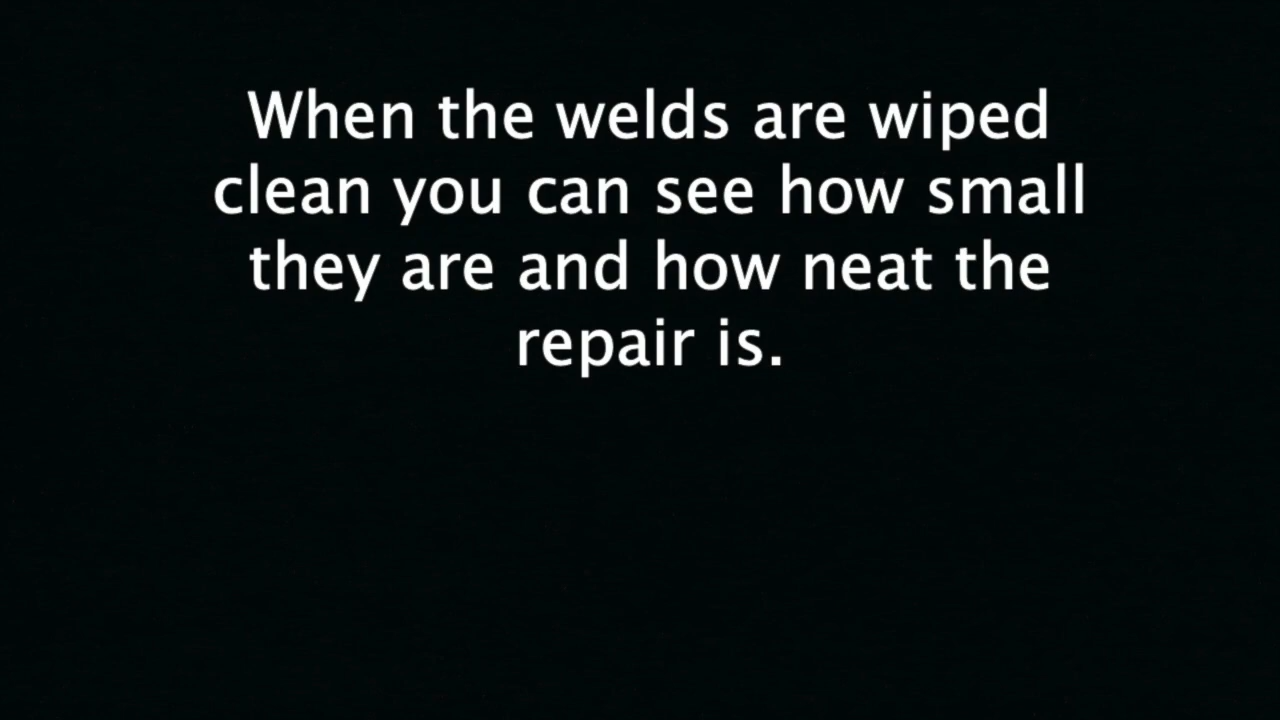 When the welds are wiped
clean you can see how small
they are and how neat the
repair is.